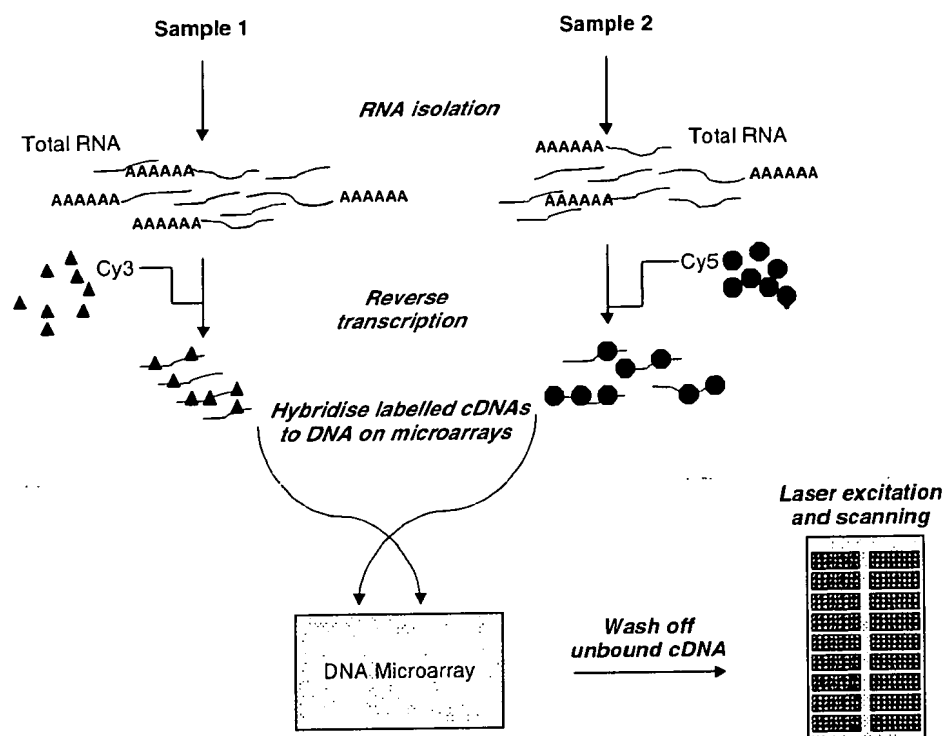 Sample 1
Sample 2
RNA isolation
Total RNA
Total RNA
AAAAAA
AAAAAA
AAAAAA
AAAAAA
AAAAAA
AAAAAA
AAAAAA
Cy3
Cy5
Reverse
transcription
Hybridise labelled cDNAs
to DNA on microarrays
Laser excitation
and scanning
DNA Microarray
Wash off
unbound cDNA